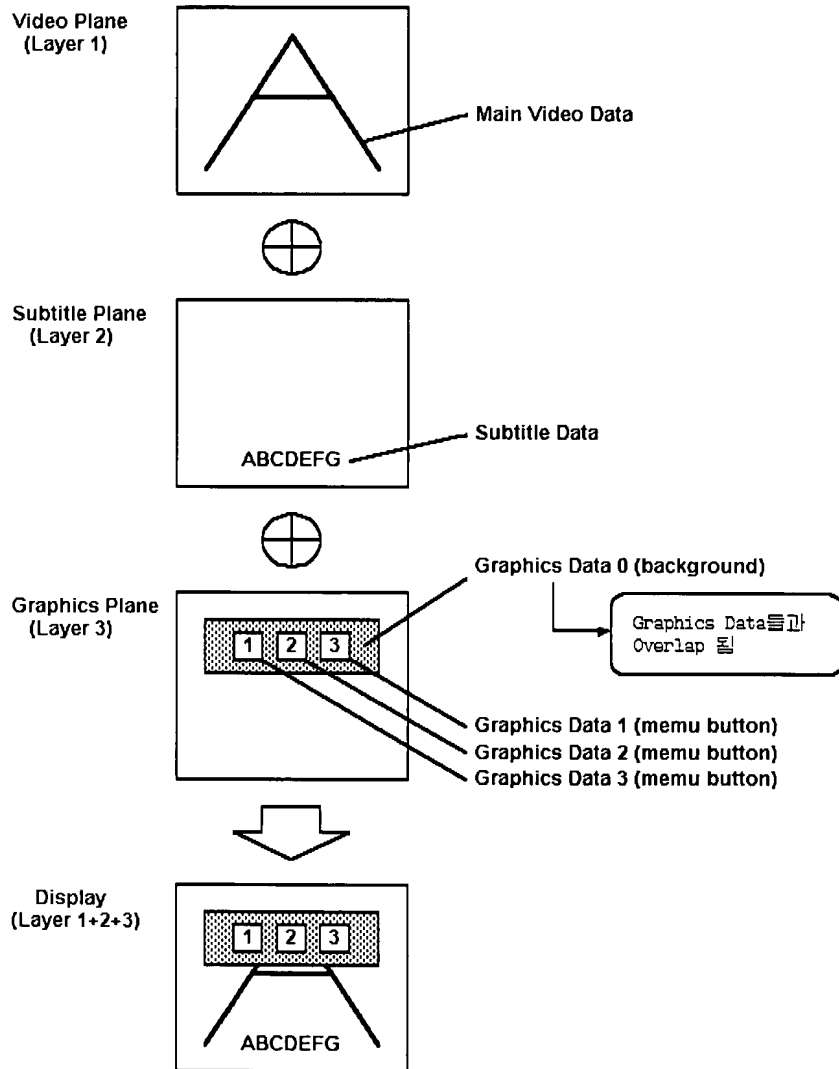 Video Plane
(Layer 1)
Main Video Data
Subtitle Plane
(Layer 2)
Subtitle Data
ABCDEFG
Graphics Data 0 (background)
Graphics Plane
(Layer 3)
Graphics Data들과
Overlap 됨
1 2 3
Graphics Data 1 (memu button)
Graphics Data 2 (memu button)
Graphics Data 3 (memu button)
Display
(Layer 1+2+3)
1 2 3
ABCDEFG